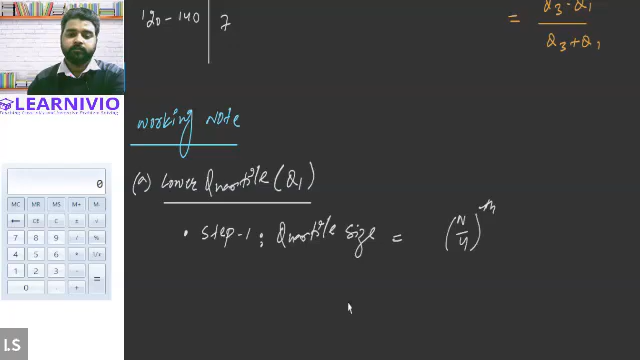 120-140 | 7
= Q3-Q1
Q3+Q1
LEARNIVIO
Working Note
(a) Lower Quartile (Q1)
• Step-1: Quartile Size = (N/4)th
0
MC MR MS M+ M-
← CE C ± √
7 8 9 / %
4 5 6 * 1/x
1 2 3 - =
0 . +
I.S